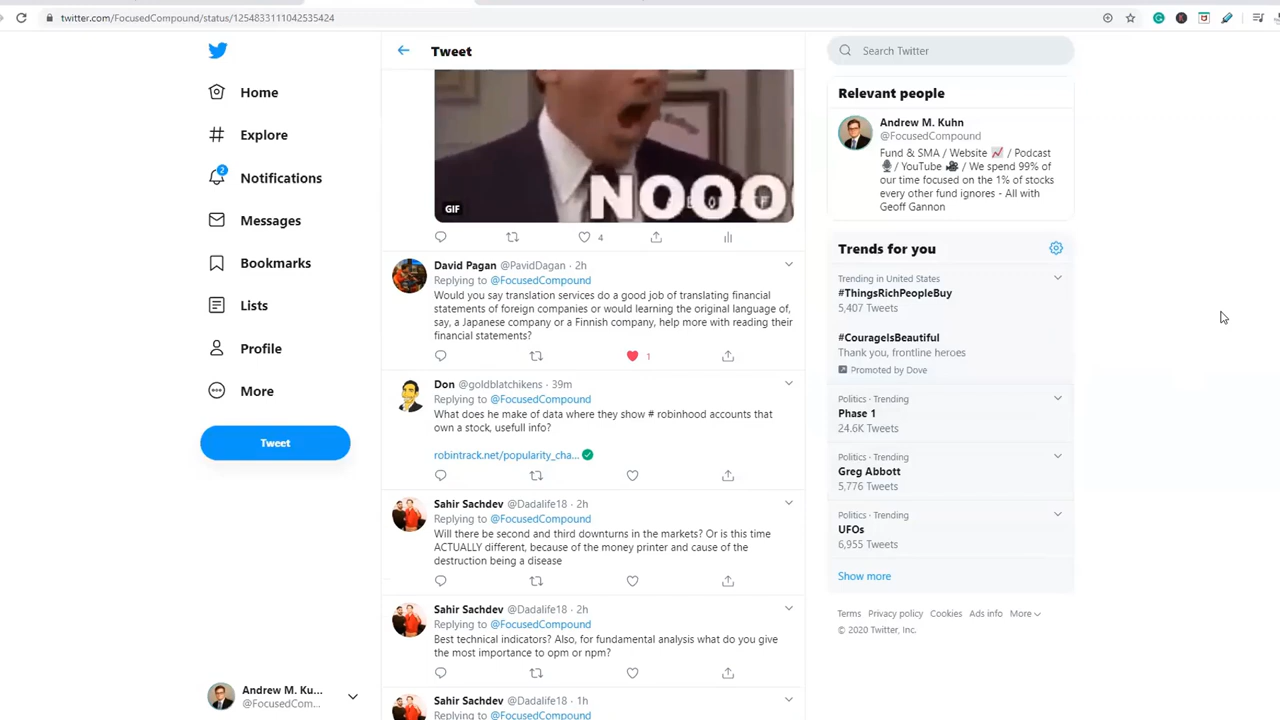 twitter.com/FocusedCompound/status/1254833111042535424
Home
Explore
2
Notifications
Messages
Bookmarks
Lists
Profile
More
Tweet
Andrew M. Ku...
@FocusedCom...
Tweet
NOOO
GIF
4
David Pagan @PavidDagan · 2h
Replying to @FocusedCompound
Would you say translation services do a good job of translating financial
statements of foreign companies or would learning the original language of,
say, a Japanese company or a Finnish company, help more with reading their
financial statements?
1
Don @goldblatchikens · 39m
Replying to @FocusedCompound
What does he make of data where they show # robinhood accounts that
own a stock, usefull info?
robintrack.net/popularity_cha...
Sahir Sachdev @Dadalife18 · 2h
Replying to @FocusedCompound
Will there be second and third downturns in the markets? Or is this time
ACTUALLY different, because of the money printer and cause of the
destruction being a disease
Sahir Sachdev @Dadalife18 · 2h
Replying to @FocusedCompound
Best technical indicators? Also, for fundamental analysis what do you give
the most importance to opm or npm?
Sahir Sachdev @Dadalife18 · 1h
Replying to @FocusedCompound
Search Twitter
Relevant people
Andrew M. Kuhn
@FocusedCompound
Fund & SMA / Website / Podcast
/ YouTube / We spend 99% of
our time focused on the 1% of stocks
every other fund ignores - All with
Geoff Gannon
Trends for you
Trending in United States
#ThingsRichPeopleBuy
5,407 Tweets
#CourageIsBeautiful
Thank you, frontline heroes
Promoted by Dove
Politics · Trending
Phase 1
24.6K Tweets
Politics · Trending
Greg Abbott
5,776 Tweets
Politics · Trending
UFOs
6,955 Tweets
Show more
Terms Privacy policy Cookies Ads info More
© 2020 Twitter, Inc.